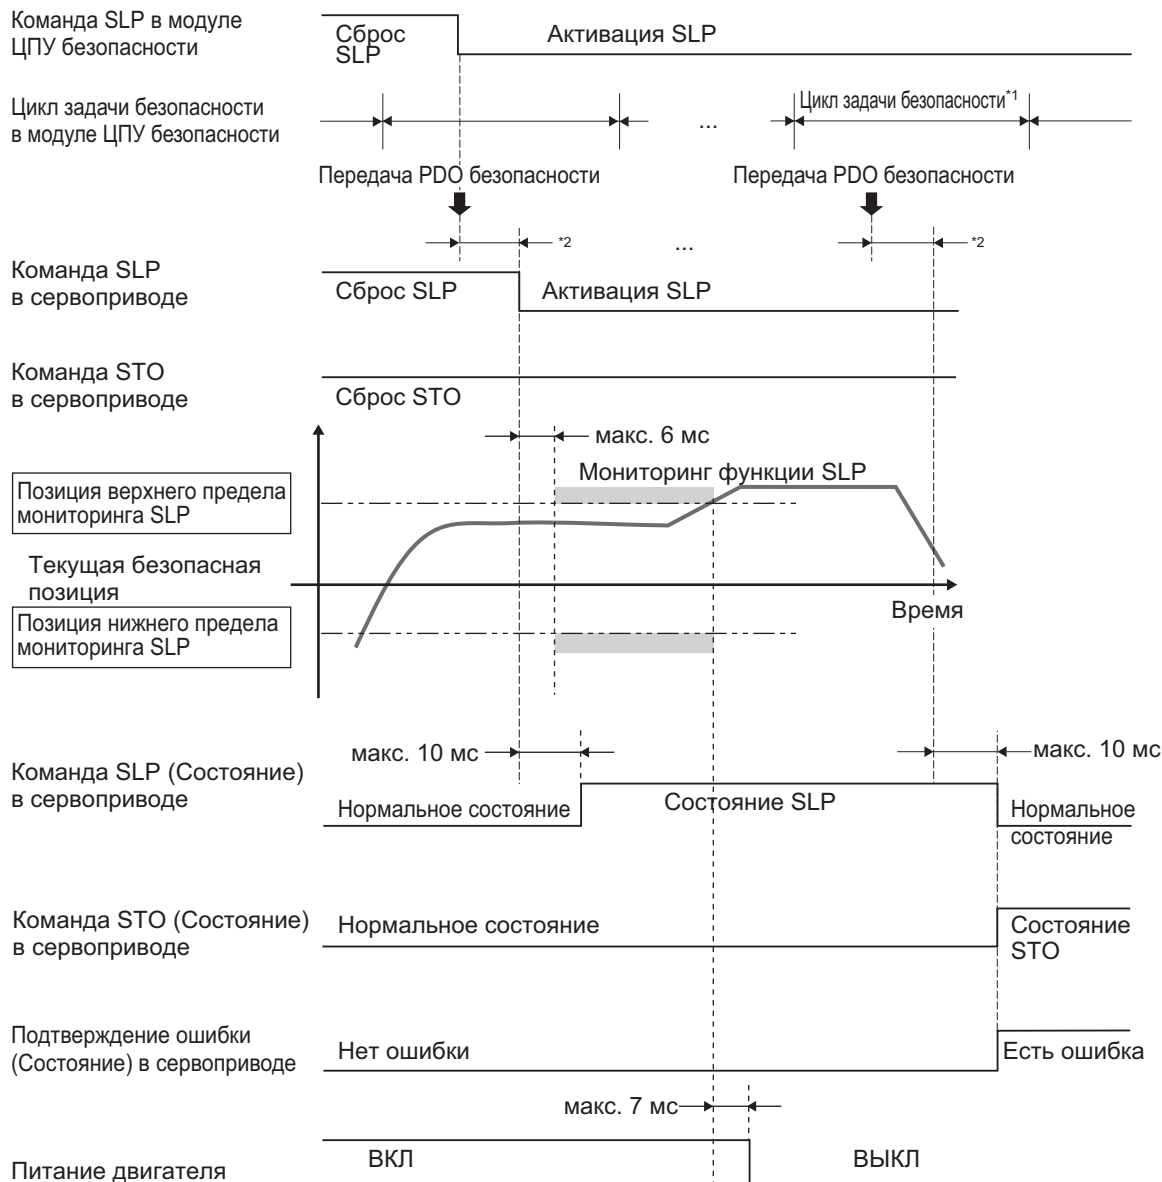 Команда SLP в модуле
ЦПУ безопасности
Сброс
SLP
Активация SLP
Цикл задачи безопасности
в модуле ЦПУ безопасности
...
Цикл задачи безопасности*1
Передача PDO безопасности
Передача PDO безопасности
*2
...
*2
Команда SLP
в сервоприводе
Сброс SLP
Активация SLP
Команда STO
в сервоприводе
Сброс STO
макс. 6 мс
Мониторинг функции SLP
Позиция верхнего предела
мониторинга SLP
Текущая безопасная
позиция
Время
Позиция нижнего предела
мониторинга SLP
макс. 10 мс
макс. 10 мс
Команда SLP (Состояние)
в сервоприводе
Нормальное состояние
Состояние SLP
Нормальное
состояние
Команда STO (Состояние)
в сервоприводе
Нормальное состояние
Состояние
STO
Подтверждение ошибки
(Состояние) в сервоприводе
Нет ошибки
Есть ошибка
макс. 7 мс
Питание двигателя
ВКЛ
ВЫКЛ